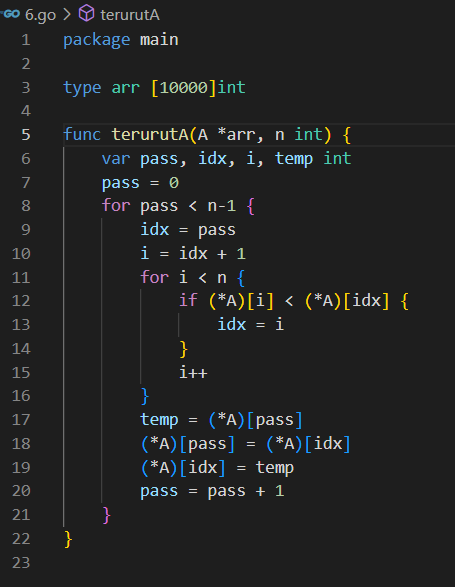 GO 6.go > terurutA
1 package main
2
3 type arr [10000]int
4
5 func terurutA(A *arr, n int) {
6     var pass, idx, i, temp int
7     pass = 0
8     for pass < n-1 {
9         idx = pass
10         i = idx + 1
11         for i < n {
12             if (*A)[i] < (*A)[idx] {
13                 idx = i
14             }
15             i++
16         }
17         temp = (*A)[pass]
18         (*A)[pass] = (*A)[idx]
19         (*A)[idx] = temp
20         pass = pass + 1
21     }
22 }
23